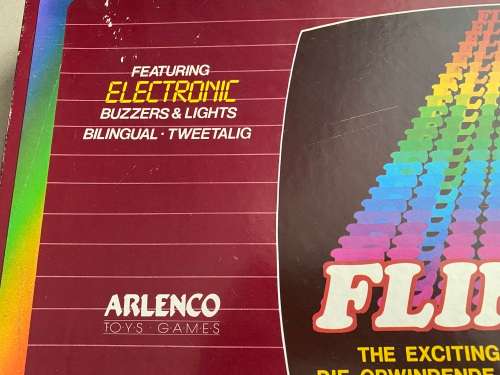 FEATURING
ELECTRONIC
BUZZERS & LIGHTS
BILINGUAL · TWEETALIG
ARLENCO
TOYS · GAMES
FLI
THE EXCITING
DIE OPWINDENDE